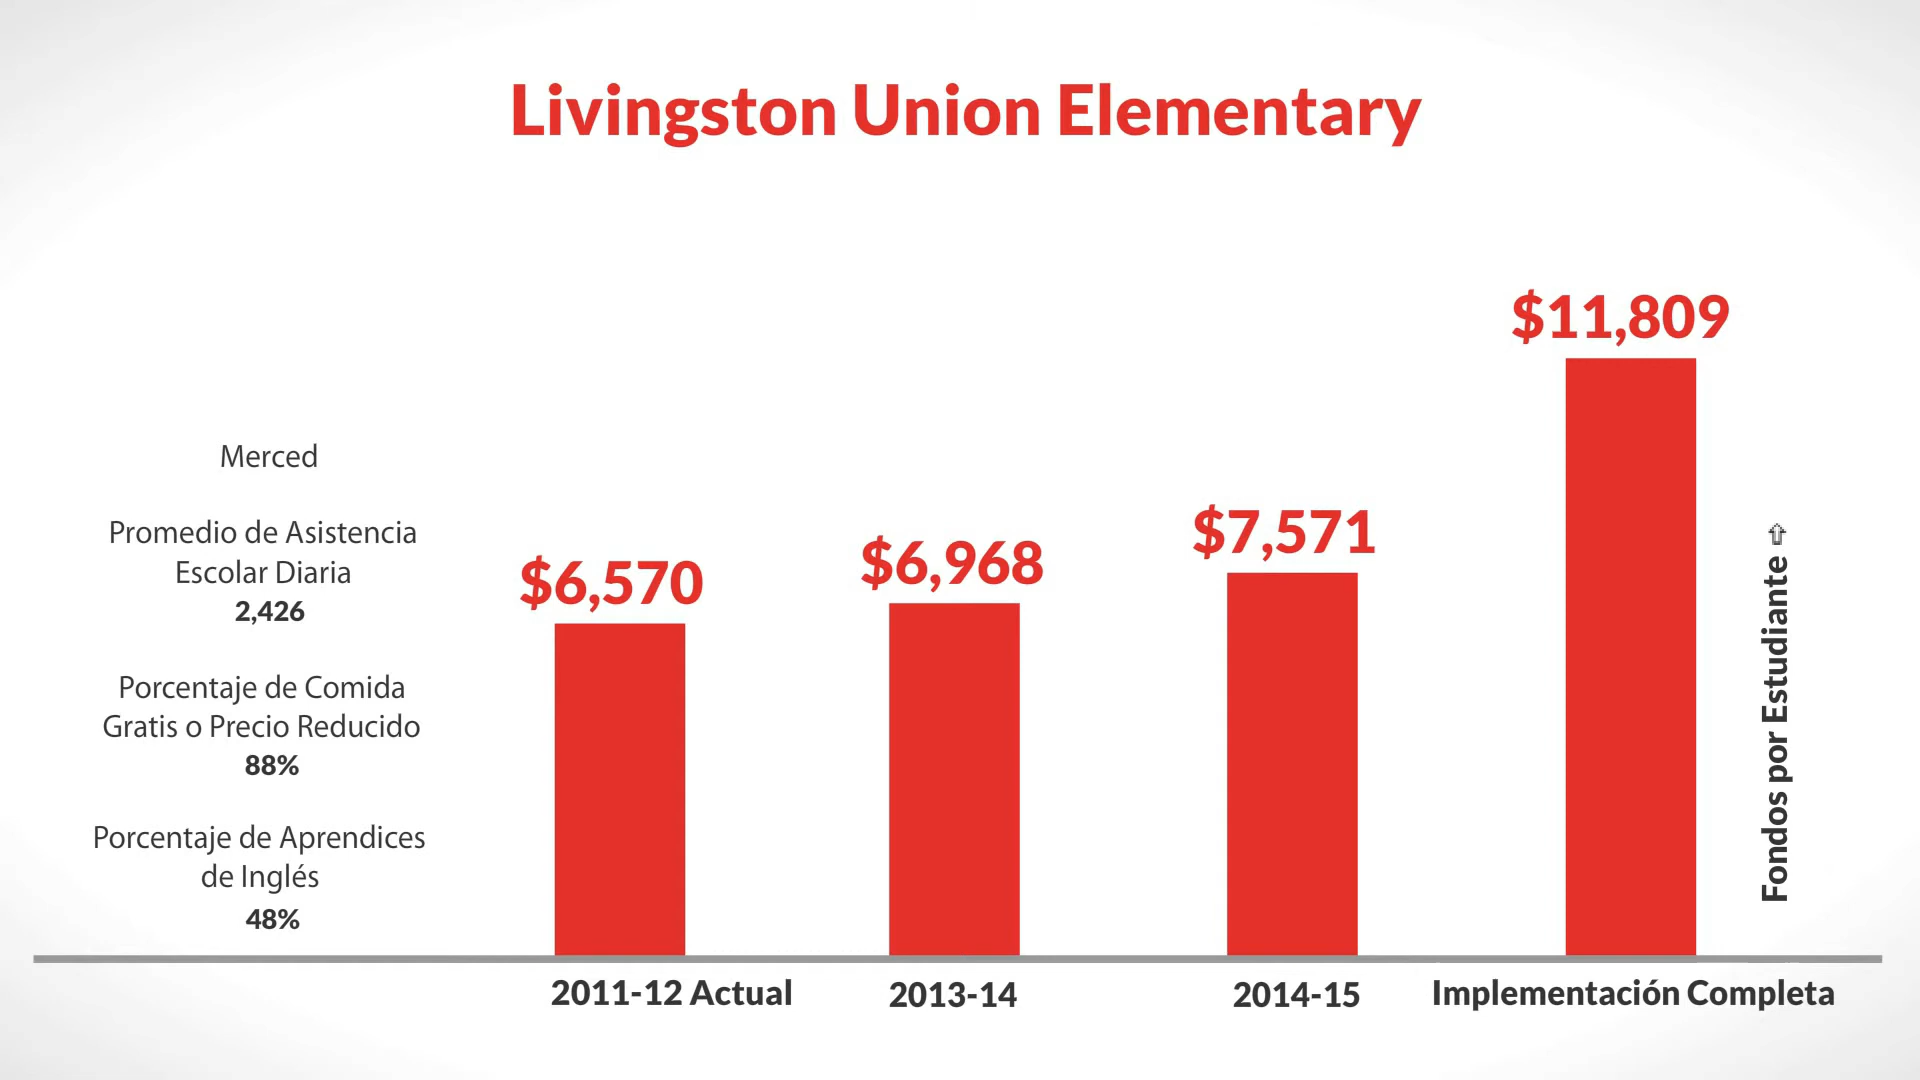 Livingston Union Elementary
Merced
Promedio de Asistencia
Escolar Diaria
2,426
Porcentaje de Comida
Gratis o Precio Reducido
88%
Porcentaje de Aprendices
de Inglés
48%
$6,570
$6,968
$7,571
$11,809
Fondos por Estudiante ⇧
2011-12 Actual
2013-14
2014-15
Implementación Completa